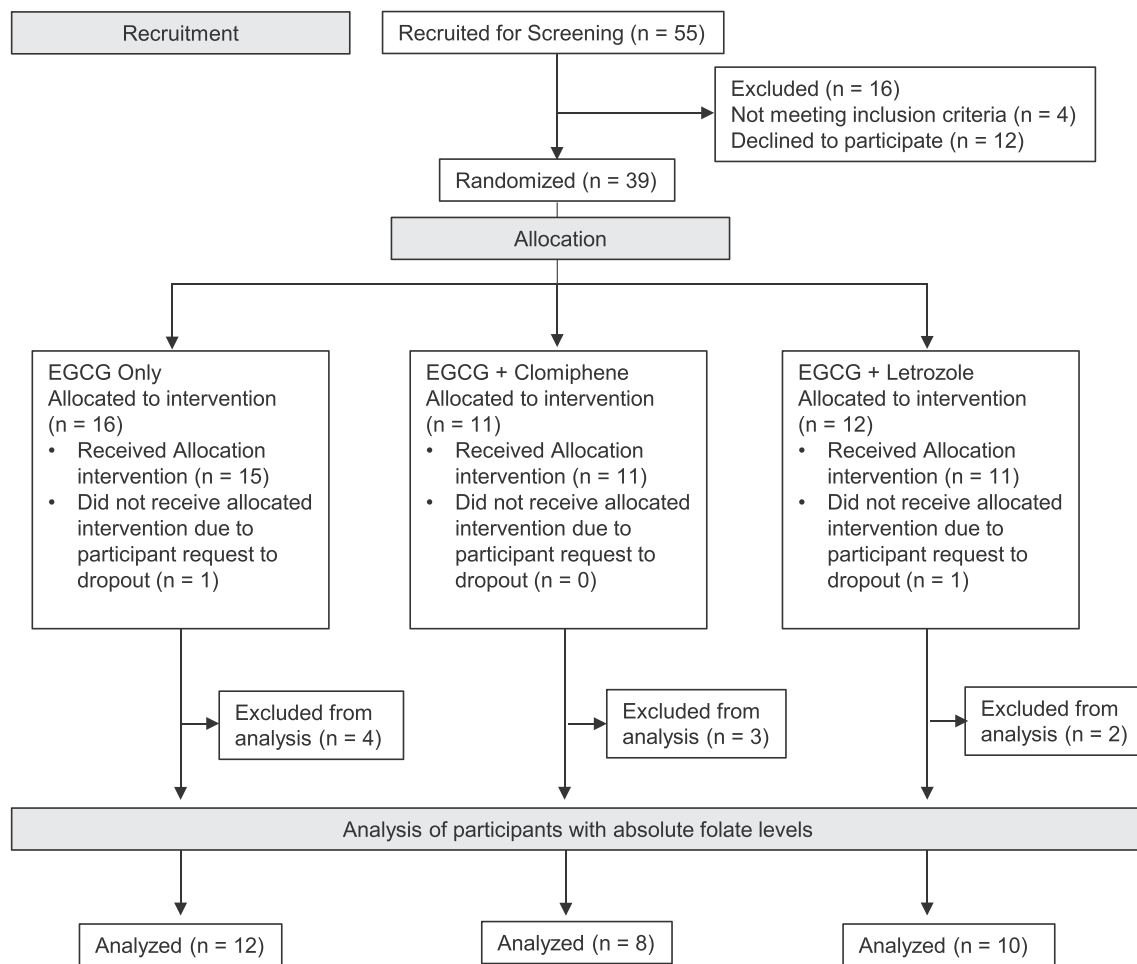 Recruitment
Recruited for Screening (n = 55)
Excluded (n = 16)
Not meeting inclusion criteria (n = 4)
Declined to participate (n = 12)
Randomized (n = 39)
Allocation
EGCG Only
Allocated to intervention
(n = 16)
• Received Allocation
intervention (n = 15)
• Did not receive allocated
intervention due to
participant request to
dropout (n = 1)
EGCG + Clomiphene
Allocated to intervention
(n = 11)
• Received Allocation
intervention (n = 11)
• Did not receive allocated
intervention due to
participant request to
dropout (n = 0)
EGCG + Letrozole
Allocated to intervention
(n = 12)
• Received Allocation
intervention (n = 11)
• Did not receive allocated
intervention due to
participant request to
dropout (n = 1)
Excluded from
analysis (n = 4)
Excluded from
analysis (n = 3)
Excluded from
analysis (n = 2)
Analysis of participants with absolute folate levels
Analyzed (n = 12)
Analyzed (n = 8)
Analyzed (n = 10)